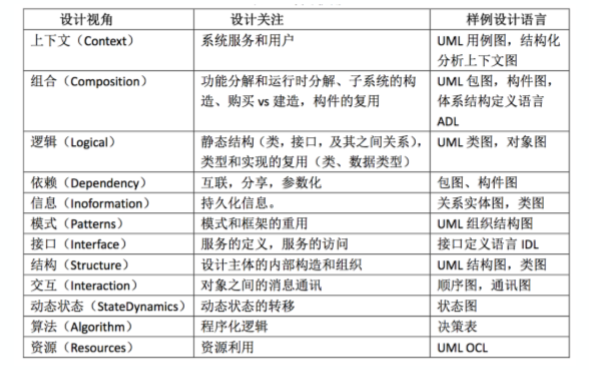 设计视角 设计关注 样例设计语言
上下文（Context） 系统服务和用户 UML 用例图，结构化
分析上下文图
组合（Composition） 功能分解和运行时分解、子系统的构 UML 包图，构件图，
造、购买 vs 建造，构件的复用 体系结构定义语言
ADL
逻辑（Logical） 静态结构（类，接口，及其之间关系）， UML 类图，对象图
类型和实现的复用（类、数据类型）
依赖（Dependency） 互联，分享，参数化 包图、构件图
信息（Inoformation） 持久化信息。 关系实体图，类图
模式（Patterns） 模式和框架的重用 UML 组织结构图
接口（Interface） 服务的定义，服务的访问 接口定义语言 IDL
结构（Structure） 设计主体的内部构造和组织 UML 结构图，类图
交互（Interaction） 对象之间的消息通讯 顺序图，通讯图
动态状态（StateDynamics） 动态状态的转移 状态图
算法（Algorithm） 程序化逻辑 决策表
资源（Resources） 资源利用 UML OCL